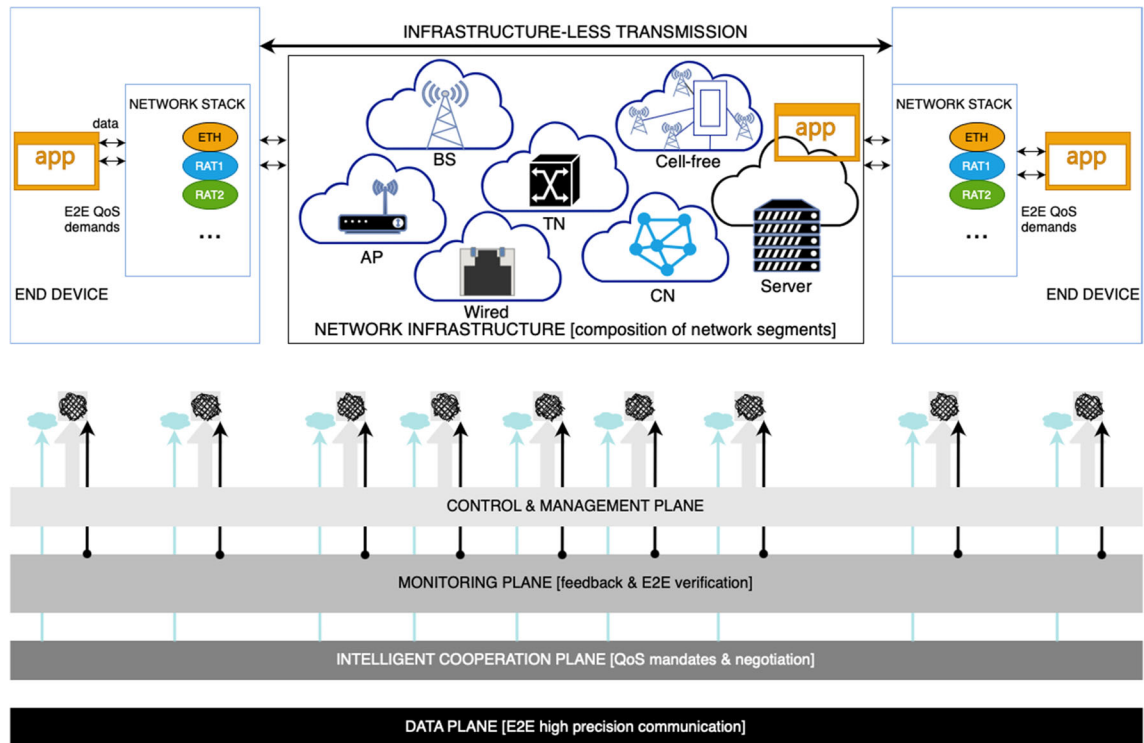 INFRASTRUCTURE-LESS TRANSMISSION
NETWORK STACK
data
app
ETH
RAT1
RAT2
E2E QoS
demands
...
END DEVICE
BS
Cell-free
app
AP
TN
Wired
CN
Server
NETWORK INFRASTRUCTURE [composition of network segments]
NETWORK STACK
ETH
RAT1
RAT2
app
E2E QoS
demands
...
END DEVICE
CONTROL & MANAGEMENT PLANE
MONITORING PLANE [feedback & E2E verification]
INTELLIGENT COOPERATION PLANE [QoS mandates & negotiation]
DATA PLANE [E2E high precision communication]